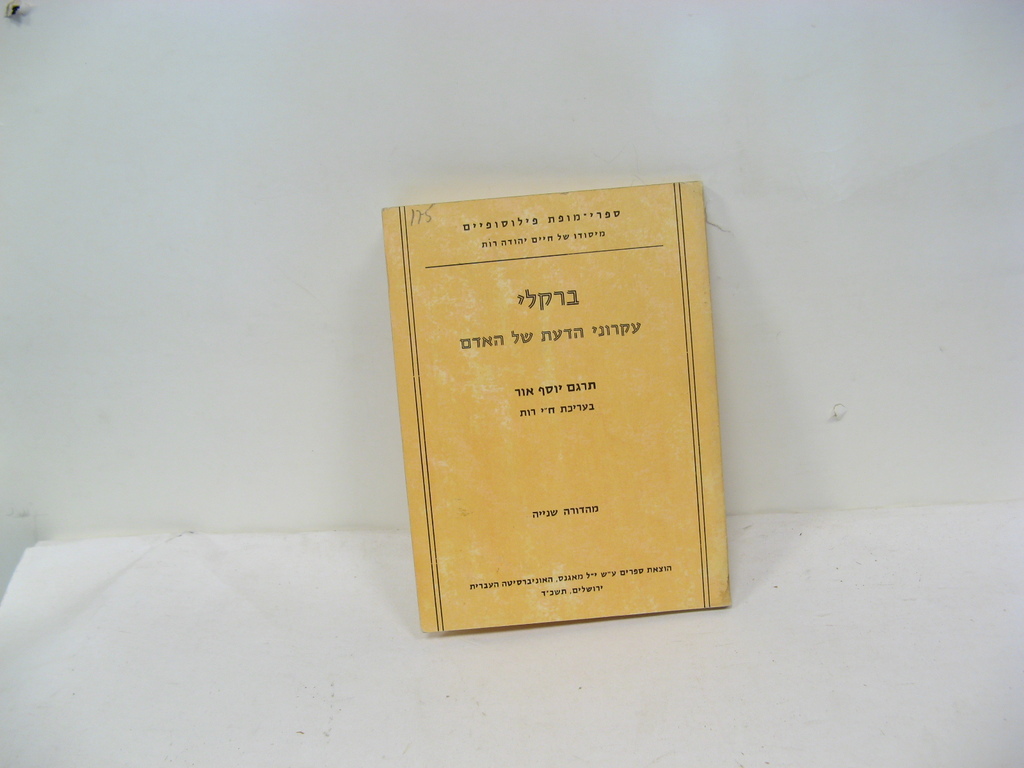 175
ספרי־מופת פילוסופיים
מיסודו של חיים יהודה רות
ברקלי
עקרוני הדעת של האדם
תרגם יוסף אור
בעריכת ח״י רות
מהדורה שנייה
הוצאת ספרים ע״ש י״ל מאגנס, האוניברסיטה העברית
ירושלים, תשכ״ד